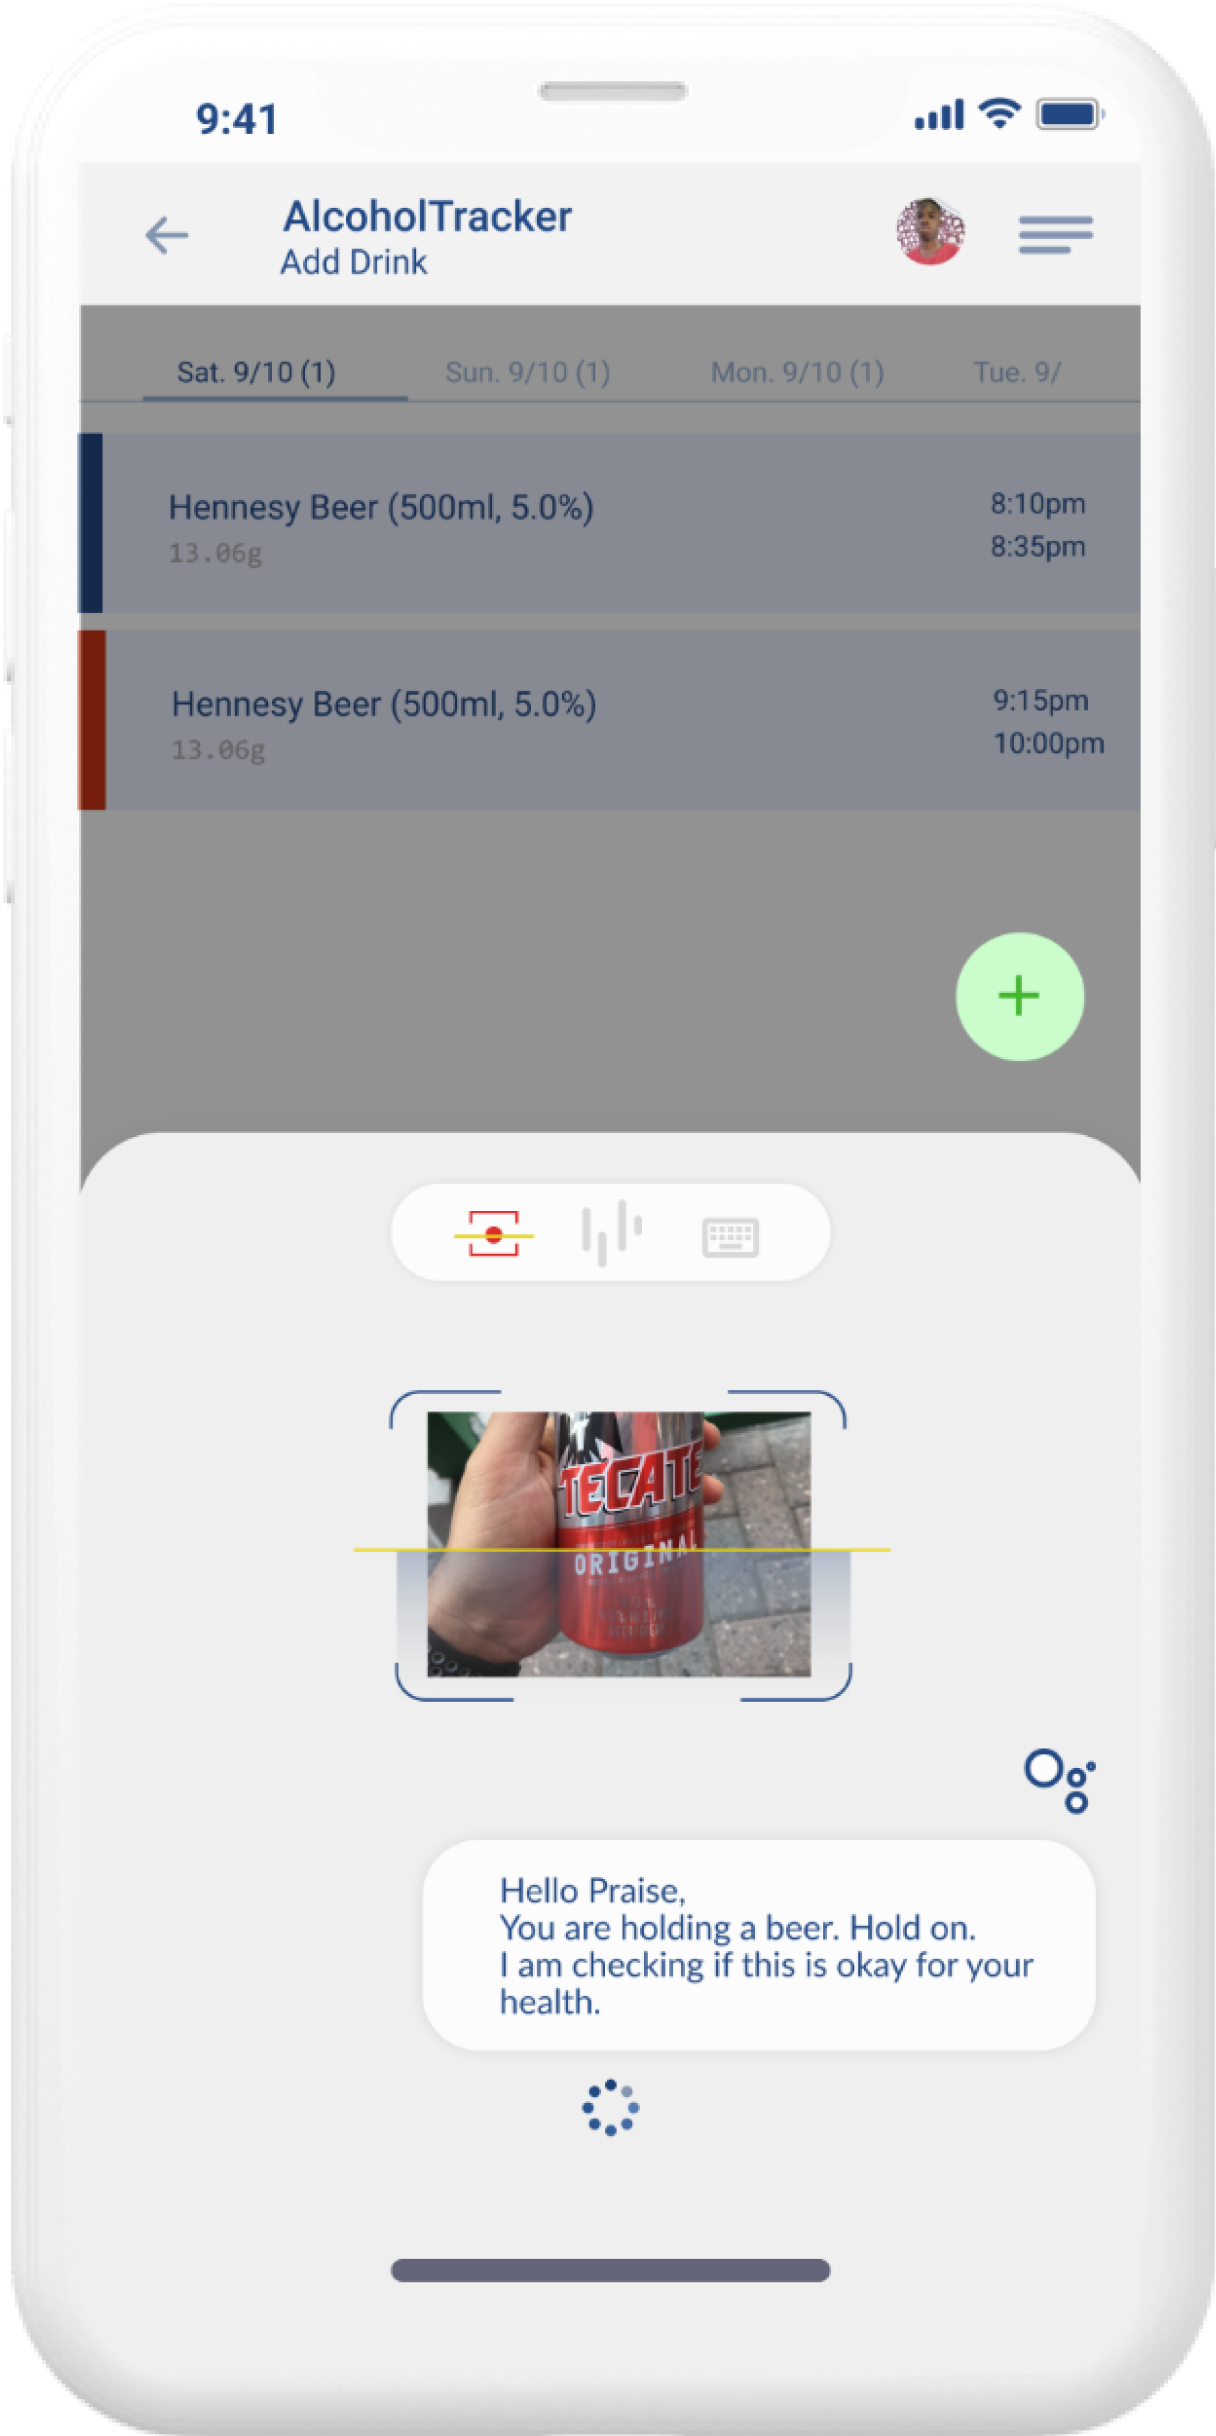 9:41
AlcoholTracker
Add Drink
Sat. 9/10 (1)
Sun. 9/10 (1)
Mon. 9/10 (1)
Tue. 9/
Hennesy Beer (500ml, 5.0%)
8:10pm
13.06g
8:35pm
Hennesy Beer (500ml, 5.0%)
9:15pm
13.06g
10:00pm
TECATE
ORIGINAL
Hello Praise,
You are holding a beer. Hold on.
I am checking if this is okay for your
health.